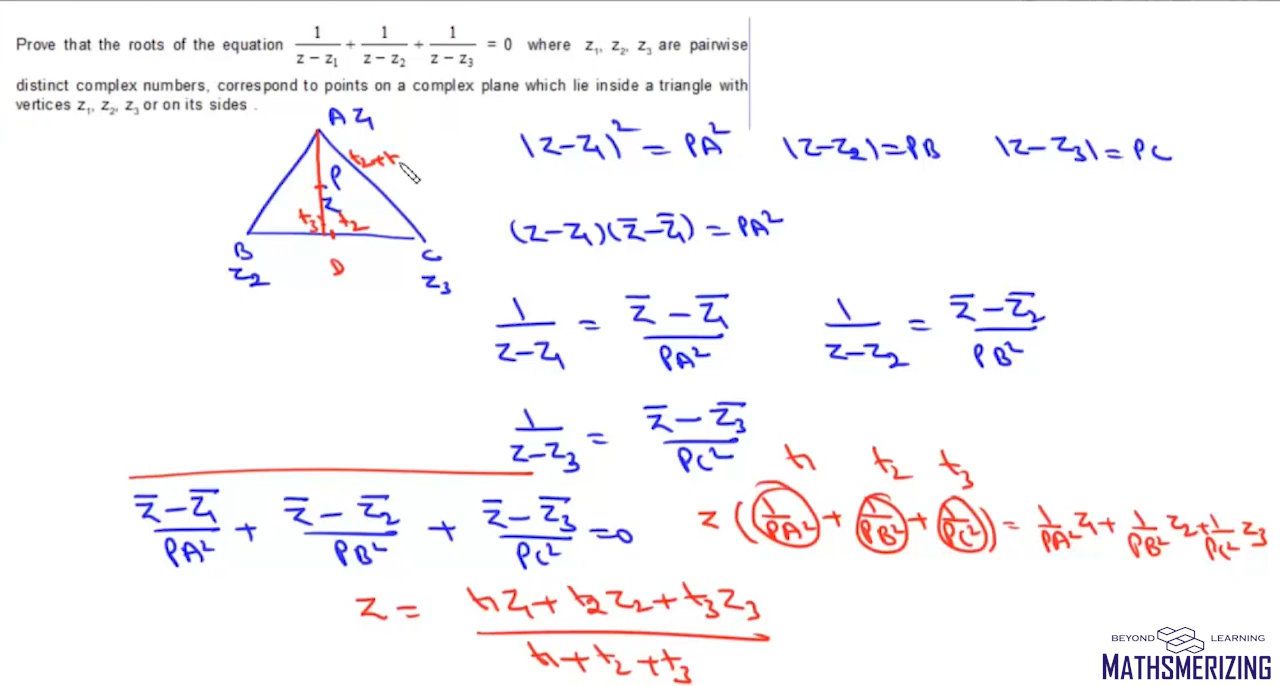 Prove that the roots of the equation 1/(z − z₁) + 1/(z − z₂) + 1/(z − z₃) = 0 where z₁, z₂, z₃ are pairwise
distinct complex numbers, correspond to points on a complex plane which lie inside a triangle with
vertices z₁, z₂, z₃ or on its sides .
A z₁
t₂+t
P
z
t₃ t₂
B C
D
z₂ z₃
|z−z₁|² = PA² |z−z₂| = PB |z−z₃| = PC
(z−z₁)(z̄−z̄₁) = PA²
1/(z−z₁) = (z̄−z̄₁)/PA² 1/(z−z₂) = (z̄−z̄₂)/PB²
1/(z−z₃) = (z̄−z̄₃)/PC²
(z̄−z̄₁)/PA² + (z̄−z̄₂)/PB² + (z̄−z̄₃)/PC² = 0
t₁ t₂ t₃
z (1/PA² + 1/PB² + 1/PC²) = 1/PA² z₁ + 1/PB² z₂ + 1/PC² z₃
z = (t₁z₁ + t₂z₂ + t₃z₃)/(t₁ + t₂ + t₃)
BEYOND LEARNING
MATHSMERIZING